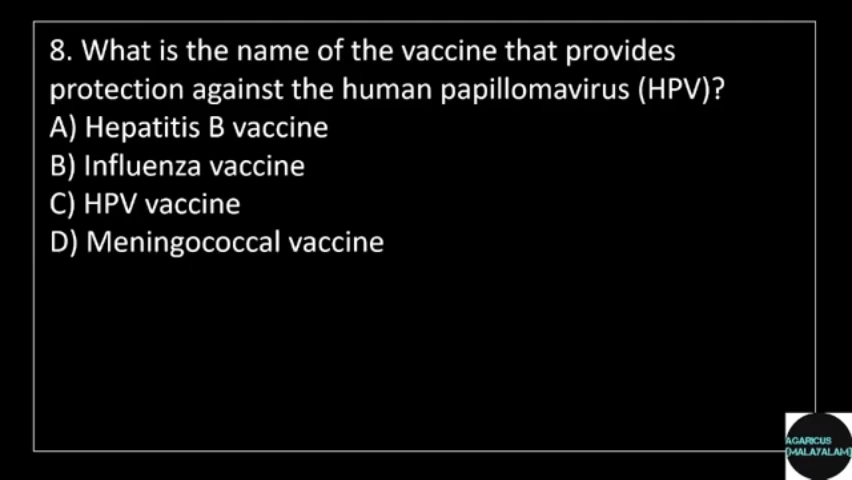 8. What is the name of the vaccine that provides
protection against the human papillomavirus (HPV)?
A) Hepatitis B vaccine
B) Influenza vaccine
C) HPV vaccine
D) Meningococcal vaccine
AGARICUS
(MALAYALAM)